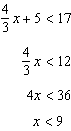 4/3 x + 5 < 17
4/3 x < 12
4x < 36
x < 9